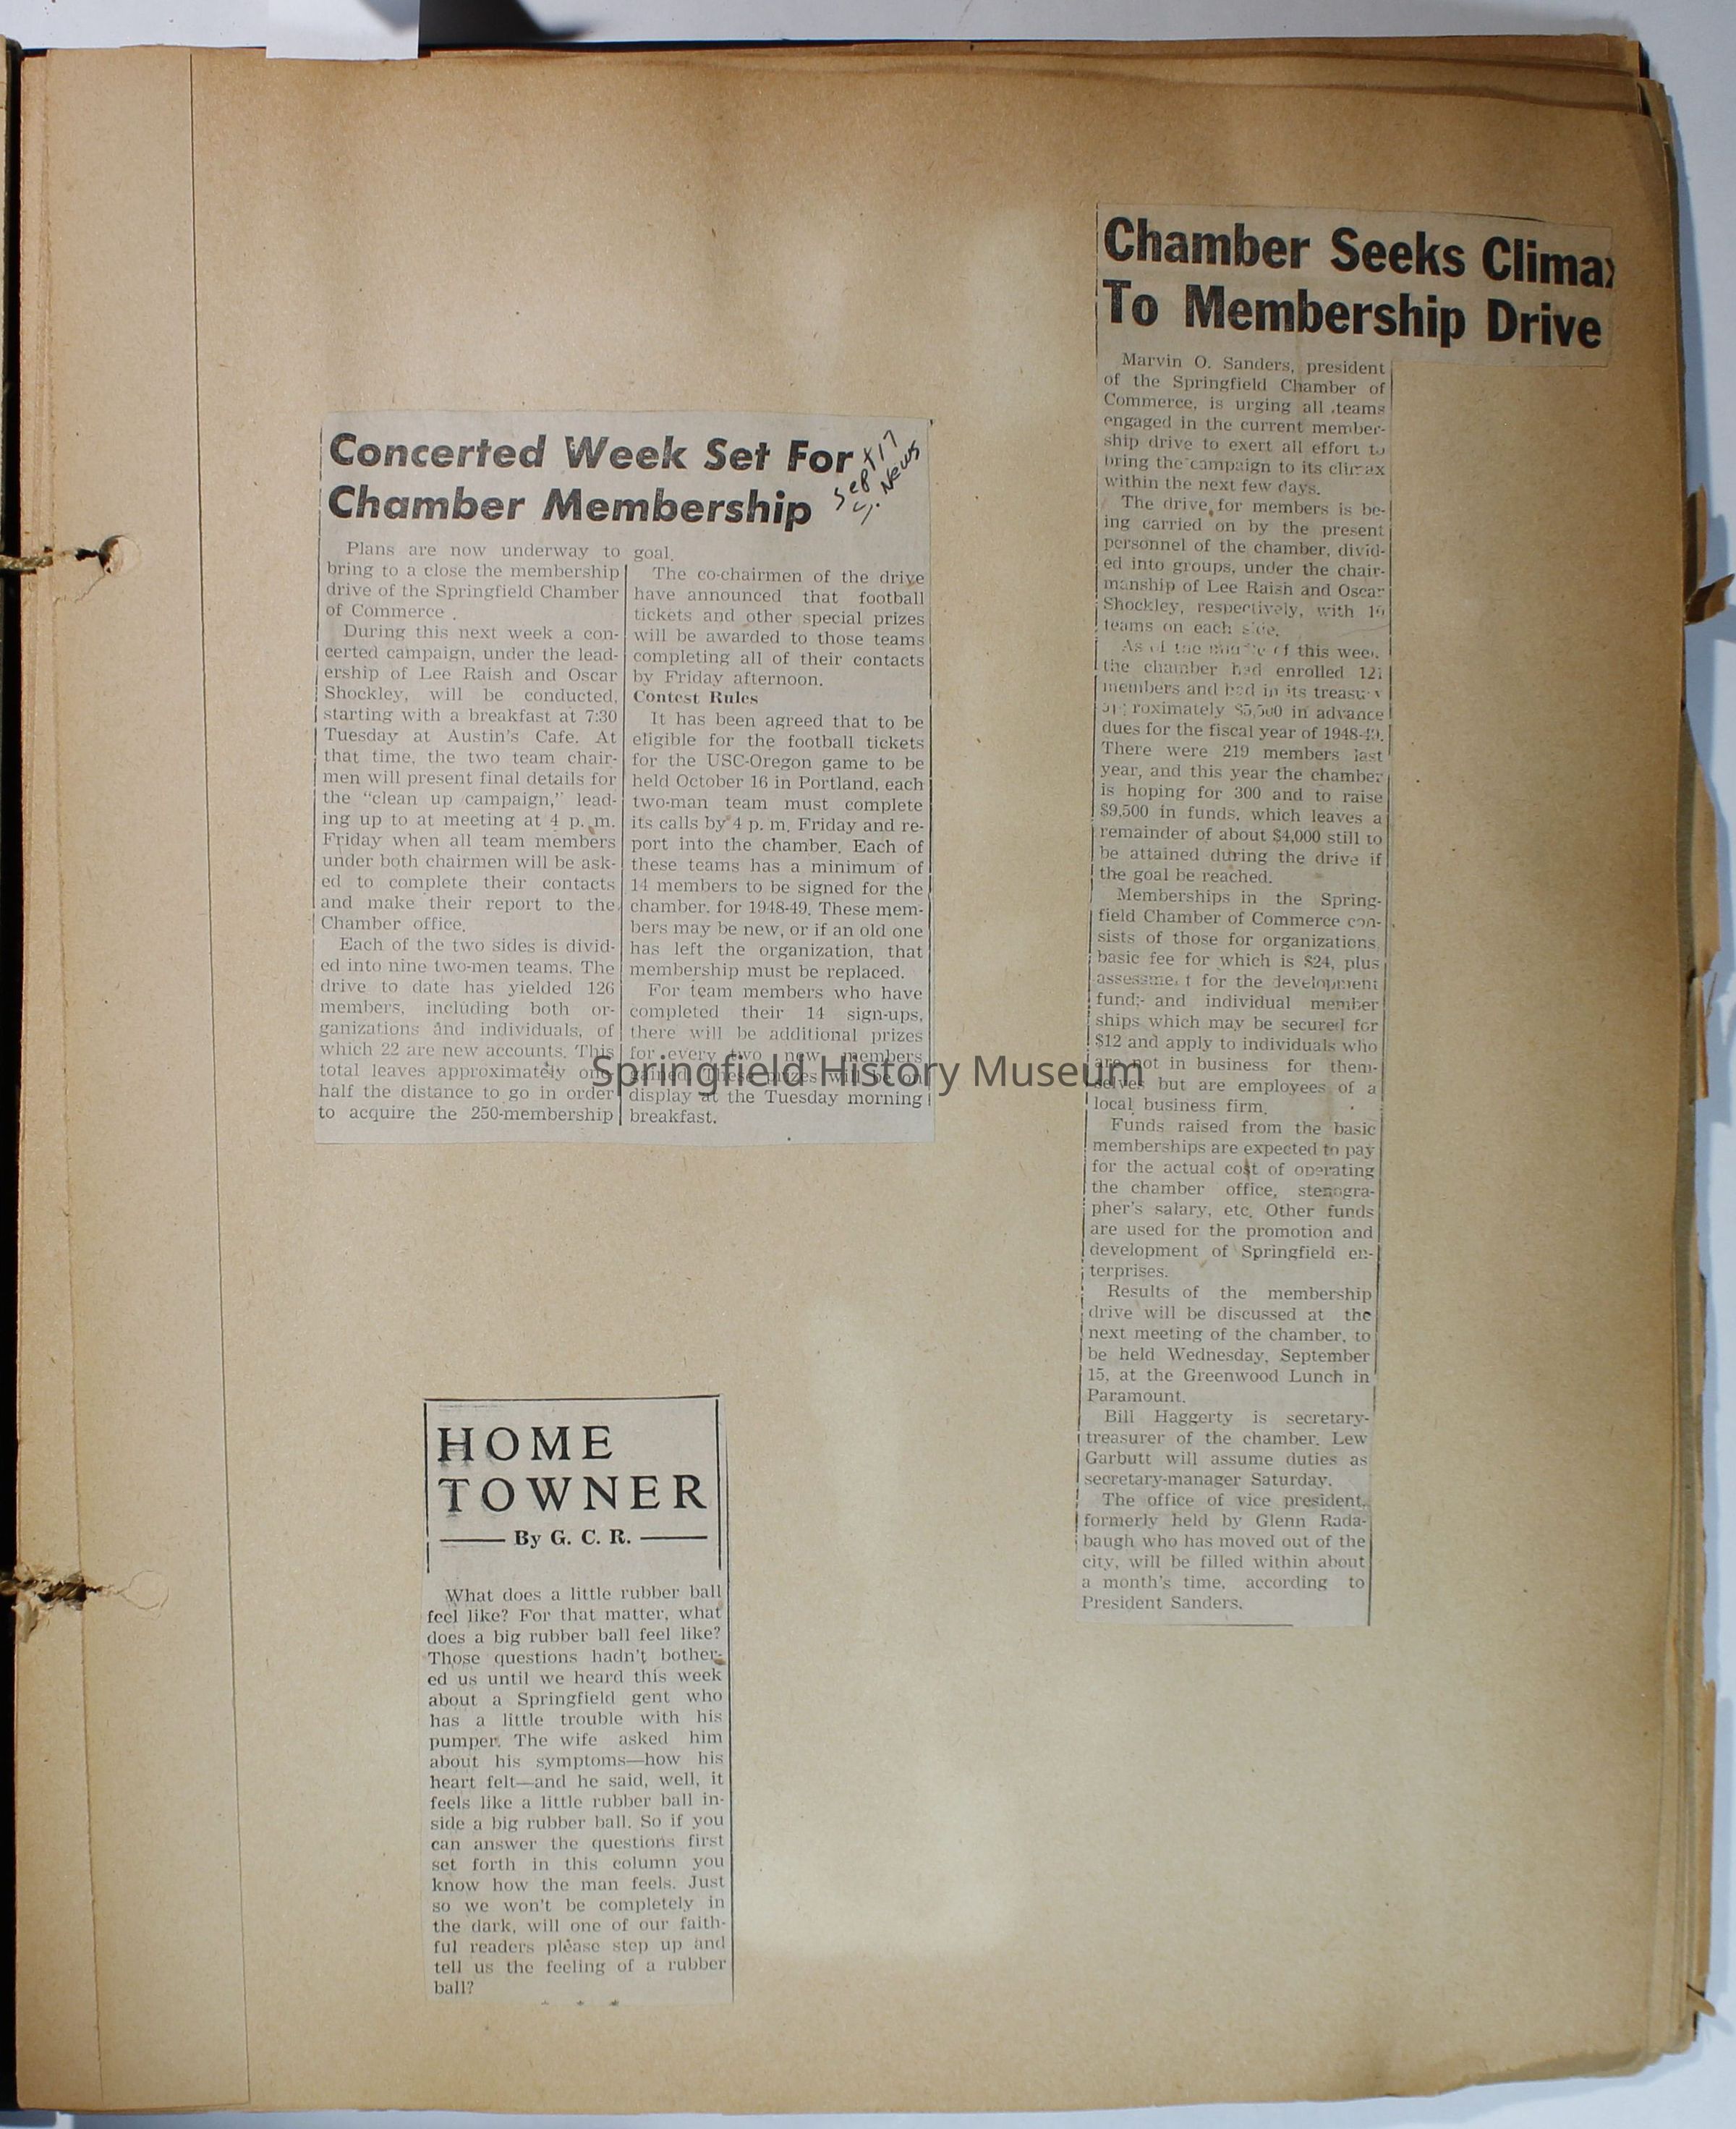 Concerted Week Set For
Chamber Membership
Sept 17
S. News
Plans are now underway to
bring to a close the membership
drive of the Springfield Chamber
of Commerce .
During this next week a con-
certed campaign, under the lead-
ership of Lee Raish and Oscar
Shockley, will be conducted,
starting with a breakfast at 7:30
Tuesday at Austin's Cafe. At
that time, the two team chair-
men will present final details for
the "clean up campaign," lead-
ing up to at meeting at 4 p. m.
Friday when all team members
under both chairmen will be ask-
ed to complete their contacts
and make their report to the
Chamber office.
Each of the two sides is divid-
ed into nine two-men teams. The
drive to date has yielded 126
members, including both or-
ganizations and individuals, of
which 22 are new accounts. This
total leaves approximately one
half the distance to go in order
to acquire the 250-membership
goal.
The co-chairmen of the drive
have announced that football
tickets and other special prizes
will be awarded to those teams
completing all of their contacts
by Friday afternoon.
Contest Rules
It has been agreed that to be
eligible for the football tickets
for the USC-Oregon game to be
held October 16 in Portland, each
two-man team must complete
its calls by 4 p. m. Friday and re-
port into the chamber. Each of
these teams has a minimum of
14 members to be signed for the
chamber. for 1948-49. These mem-
bers may be new, or if an old one
has left the organization, that
membership must be replaced.
For team members who have
completed their 14 sign-ups,
there will be additional prizes
for every two new members
gained. These prizes will be on
display at the Tuesday morning
breakfast.
Springfield History Museum
HOME
TOWNER
By G. C. R.
What does a little rubber ball
feel like? For that matter, what
does a big rubber ball feel like?
Those questions hadn't bother-
ed us until we heard this week
about a Springfield gent who
has a little trouble with his
pumper. The wife asked him
about his symptoms—how his
heart felt—and he said, well, it
feels like a little rubber ball in-
side a big rubber ball. So if you
can answer the questions first
set forth in this column you
know how the man feels. Just
so we won't be completely in
the dark, will one of our faith-
ful readers please step up and
tell us the feeling of a rubber
ball?
* * *
Chamber Seeks Climax
To Membership Drive
Marvin O. Sanders, president
of the Springfield Chamber of
Commerce, is urging all teams
engaged in the current member-
ship drive to exert all effort to
bring the campaign to its climax
within the next few days.
The drive for members is be-
ing carried on by the present
personnel of the chamber, divid-
ed into groups, under the chair-
manship of Lee Raish and Oscar
Shockley, respectively, with 10
teams on each side.
As of the middle of this week
the chamber had enrolled 121
members and had in its treasury
approximately $5,500 in advance
dues for the fiscal year of 1948-49.
There were 219 members last
year, and this year the chamber
is hoping for 300 and to raise
$9,500 in funds, which leaves a
remainder of about $4,000 still to
be attained during the drive if
the goal be reached.
Memberships in the Spring-
field Chamber of Commerce con-
sists of those for organizations
basic fee for which is $24, plus
assessment for the development
fund;- and individual member
ships which may be secured for
$12 and apply to individuals who
are not in business for them-
selves but are employees of a
local business firm.
Funds raised from the basic
memberships are expected to pay
for the actual cost of operating
the chamber office, stenogra-
pher's salary, etc. Other funds
are used for the promotion and
development of Springfield en-
terprises.
Results of the membership
drive will be discussed at the
next meeting of the chamber, to
be held Wednesday, September
15, at the Greenwood Lunch in
Paramount.
Bill Haggerty is secretary-
treasurer of the chamber. Lew
Garbutt will assume duties as
secretary-manager Saturday.
The office of vice president,
formerly held by Glenn Rada-
baugh who has moved out of the
city, will be filled within about
a month's time, according to
President Sanders.